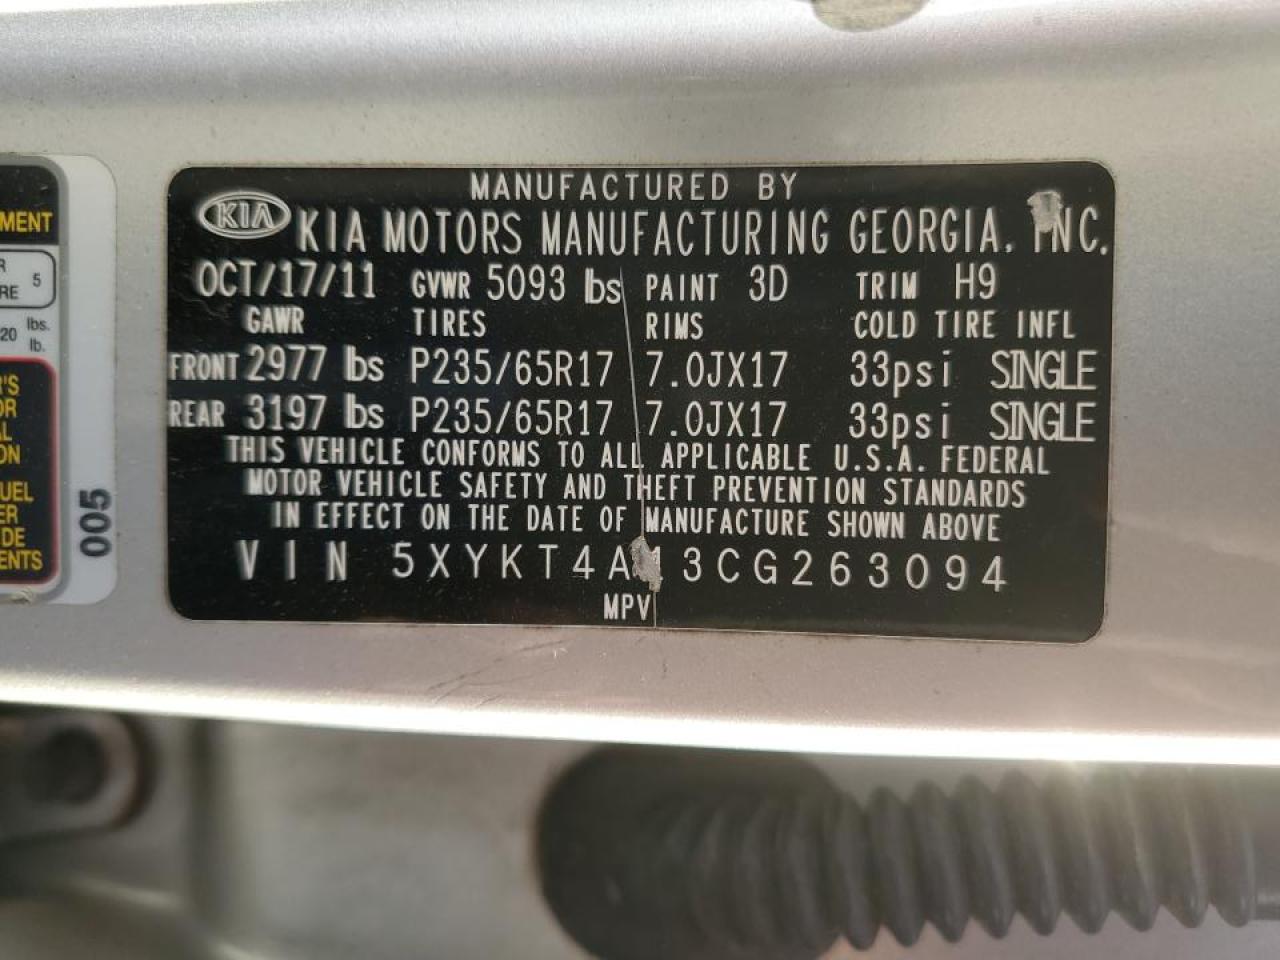 MANUFACTURED BY
KIA KIA MOTORS MANUFACTURING GEORGIA, INC.
OCT/17/11 GVWR 5093 lbs PAINT 3D TRIM H9
GAWR TIRES RIMS COLD TIRE INFL
FRONT 2977 lbs P235/65R17 7.0JX17 33psi SINGLE
REAR 3197 lbs P235/65R17 7.0JX17 33psi SINGLE
THIS VEHICLE CONFORMS TO ALL APPLICABLE U.S.A. FEDERAL
MOTOR VEHICLE SAFETY AND THEFT PREVENTION STANDARDS
IN EFFECT ON THE DATE OF MANUFACTURE SHOWN ABOVE
VIN
MPV
5
lbs.
lb.
005